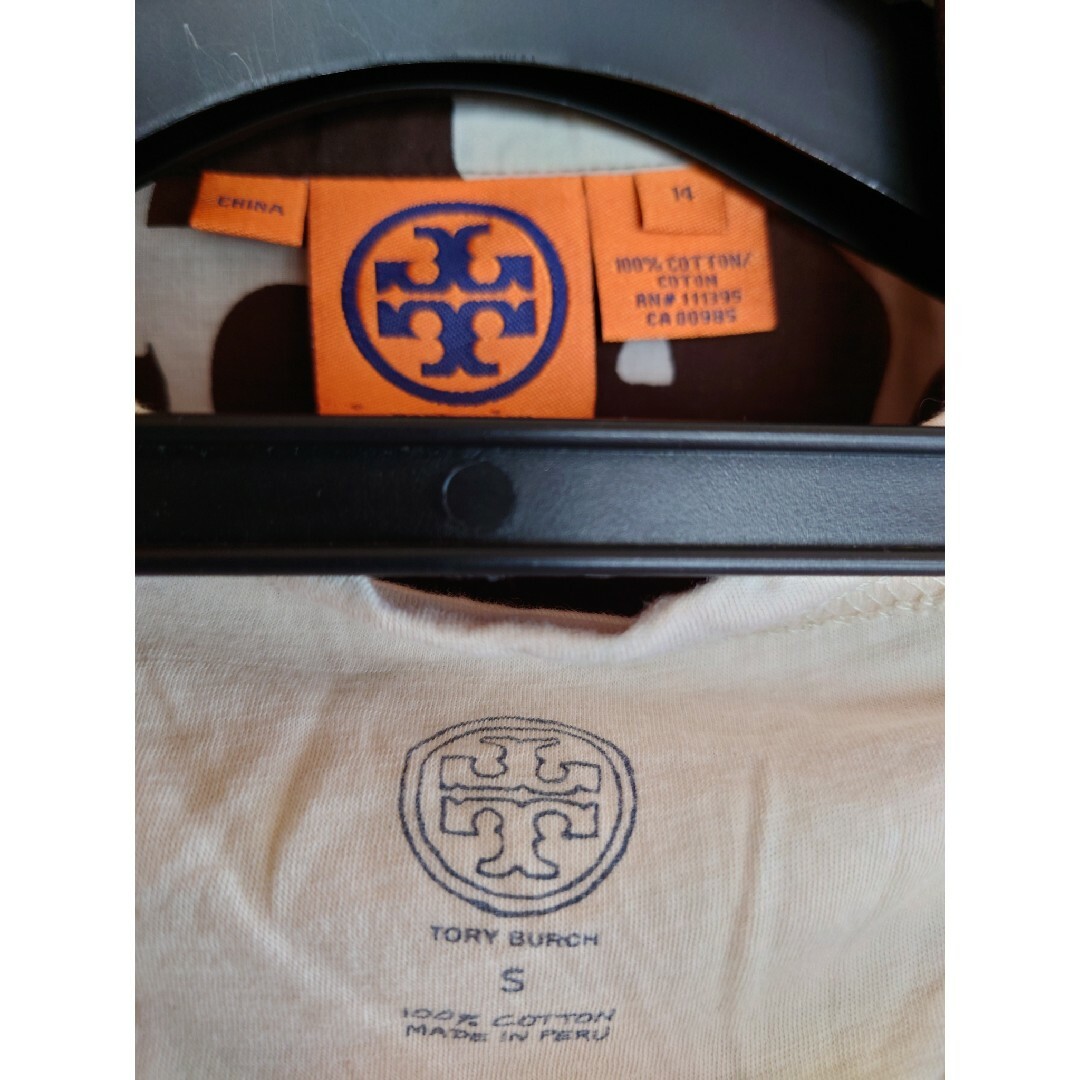 CHINA
14
100% COTTON/
COTON
RN# 111395
CA 00985
TORY BURCH
S
100% COTTON
MADE IN PERU